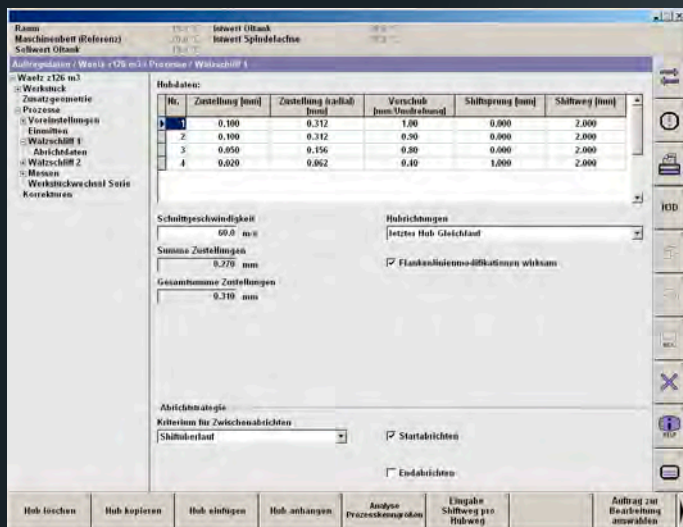 Raum
Istwert Öltank
Maschinenbett (Referenz)
Istwert Spindelachse
Sollwert Öltank
Auftragsdaten / Waelz z126 m3 / Prozesse / Wälzschliff 1
Waelz z126 m3
Werkstück
Zusatzgeometrie
Prozesse
Voreinstellungen
Einmitten
Wälzschliff 1
Abrichtdaten
Wälzschliff 2
Messen
Werkstückwechsel Serie
Korrekturen
Hubdaten:
Nr. Zustellung [mm] Zustellung (radial) [mm] Vorschub [mm/Umdrehung] Shiftsprung [mm] Shiftweg [mm]
1 0.100 0.312 1.00 0.000 2.000
2 0.100 0.312 0.90 0.000 2.000
3 0.050 0.156 0.80 0.000 2.000
4 0.020 0.062 0.40 1.000 2.000
Schnittgeschwindigkeit
60.0 m/s
Hubrichtungen
letzter Hub Gleichlauf
Summe Zustellungen
0.270 mm
Flankenlinienmodifikationen wirksam
Gesamtsumme Zustellungen
0.310 mm
Abrichtstrategie
Kriterium für Zwischenabrichten
Shiftüberlauf
Startabrichten
Endabrichten
HELP
Hub löschen
Hub kopieren
Hub einfügen
Hub anhängen
Analyse Prozesskenngrößen
Eingabe Shiftweg pro Hubweg
Auftrag zur Bearbeitung auswählen